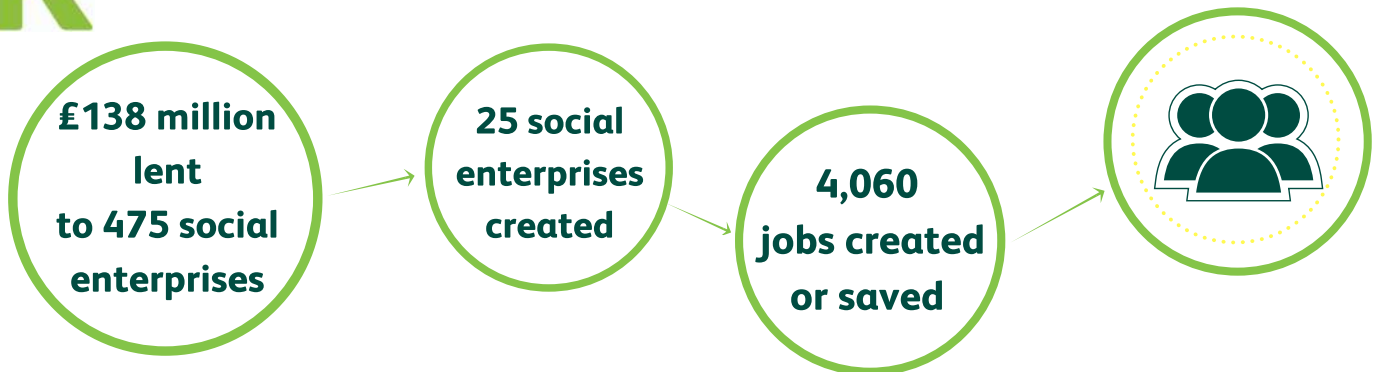 £138 million
lent
to 475 social
enterprises
25 social
enterprises
created
4,060
jobs created
or saved